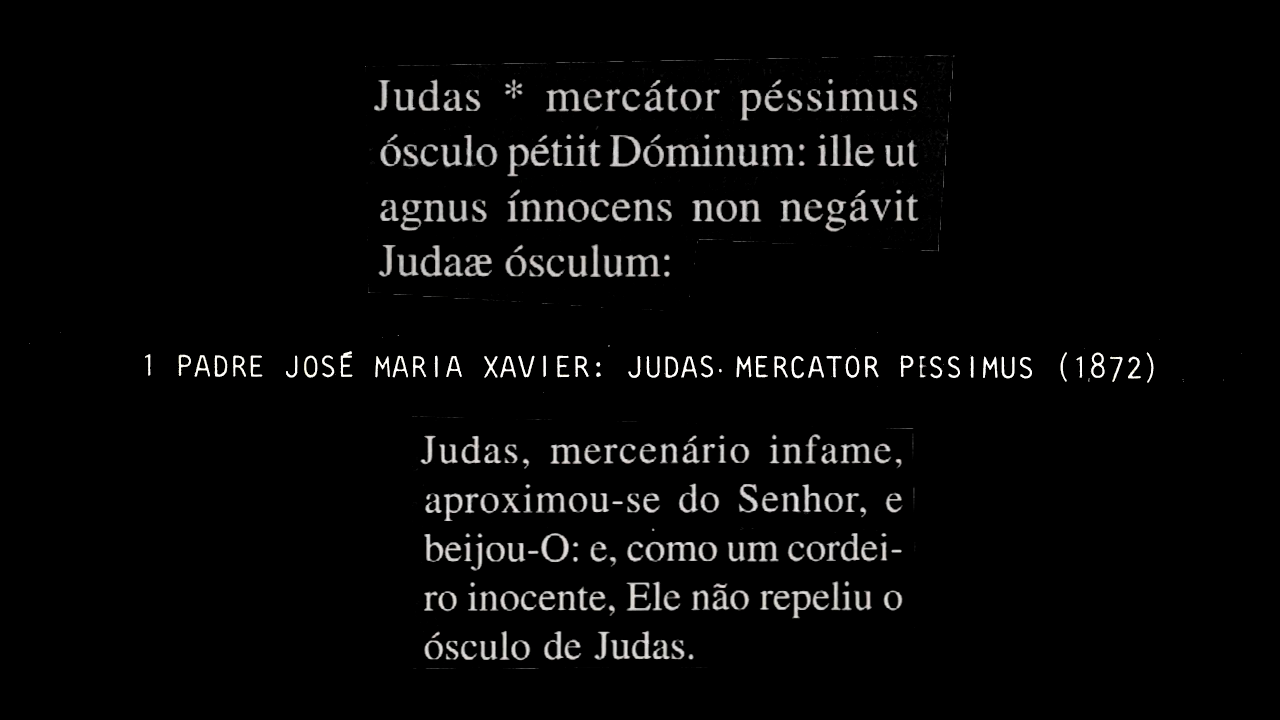 Judas * mercátor péssimus
ósculo pétiit Dóminum: ille ut
agnus ínnocens non negávit
Judaæ ósculum:
1 PADRE JOSÉ MARIA XAVIER: JUDAS MERCATOR PESSIMUS (1872)
Judas, mercenário infame,
aproximou-se do Senhor, e
beijou-O: e, como um cordei-
ro inocente, Ele não repeliu o
ósculo de Judas.